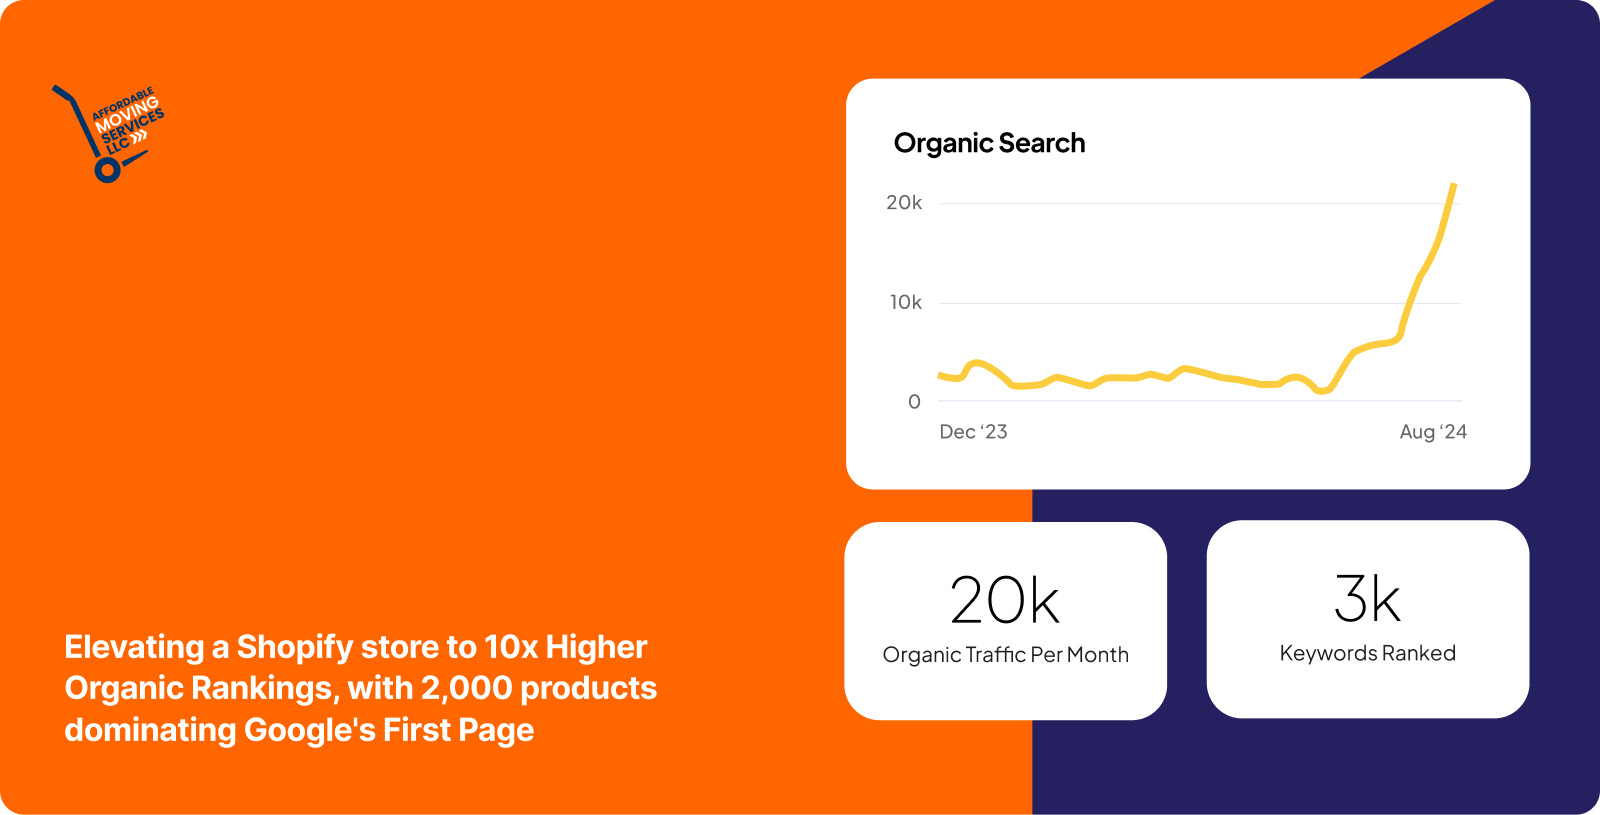 AFFORDABLE
MOVING
SERVICES
LLC
Organic Search
20k
10k
0
Dec ‘23
Aug ‘24
20k
Organic Traffic Per Month
3k
Keywords Ranked
Elevating a Shopify store to 10x Higher
Organic Rankings, with 2,000 products
dominating Google's First Page